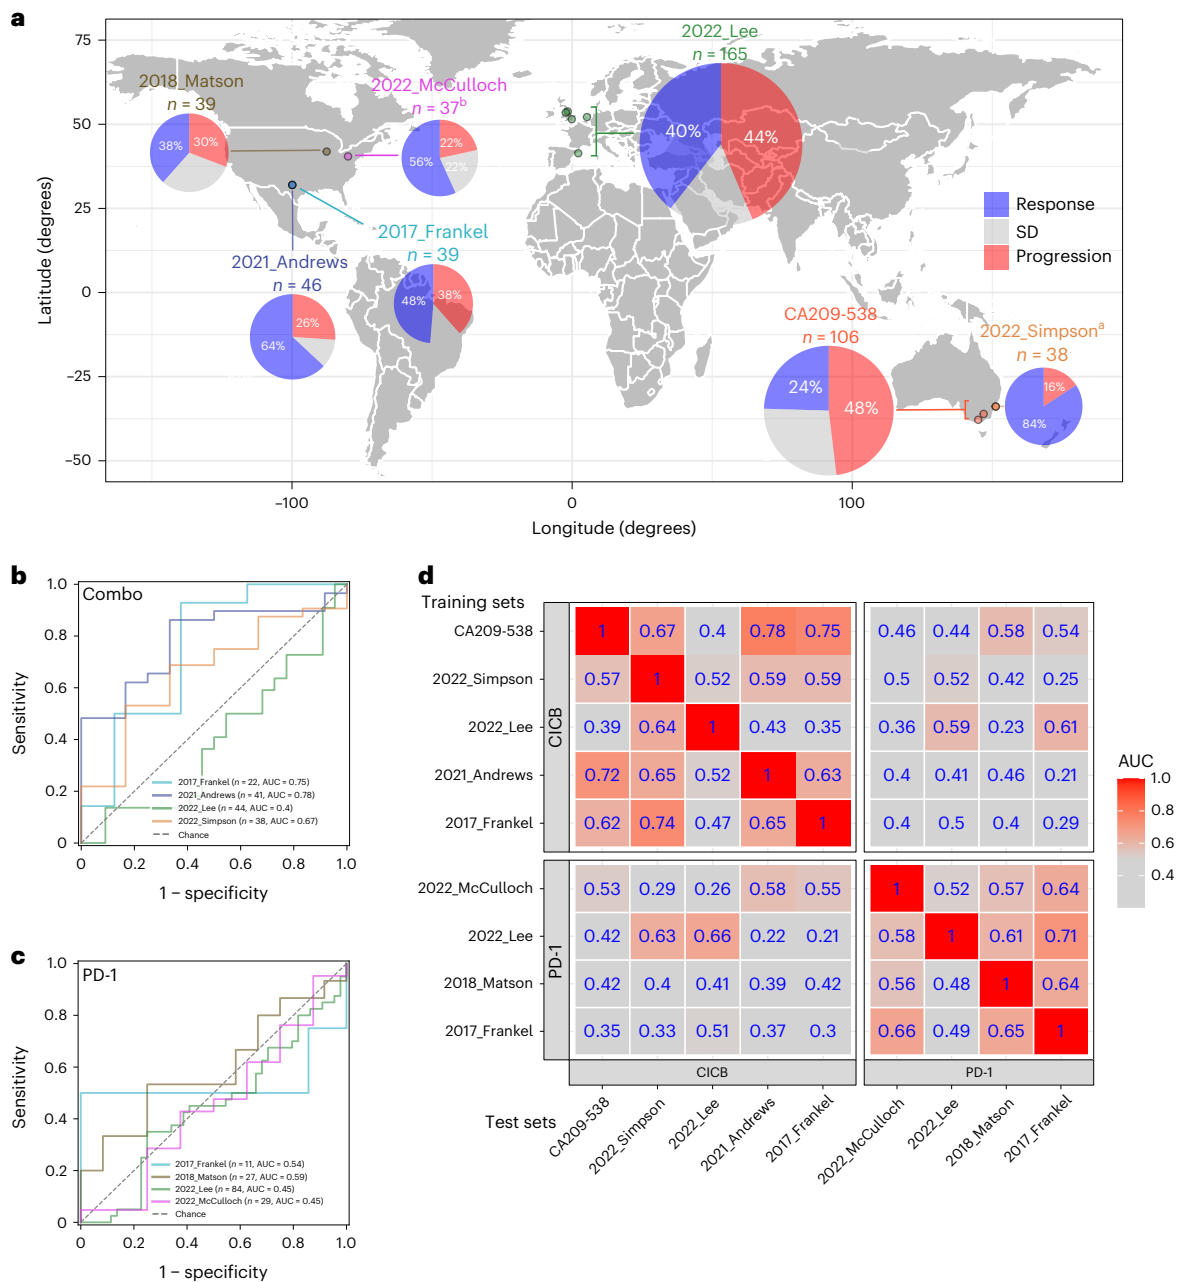 a
75
50
25
0
−25
−50
Latitude (degrees)
−100
0
100
Longitude (degrees)
2018_Matson
n = 39
38%
30%
2022_McCulloch
n = 37b
56%
22%
22%
2022_Lee
n = 165
40%
44%
2017_Frankel
n = 39
48%
38%
2021_Andrews
n = 46
64%
26%
Response
SD
Progression
CA209-538
n = 106
24%
48%
2022_Simpsona
n = 38
16%
84%
b
Combo
1.0
0.8
0.6
0.4
0.2
0
Sensitivity
2017_Frankel (n = 22, AUC = 0.75)
2021_Andrews (n = 41, AUC = 0.78)
2022_Lee (n = 44, AUC = 0.4)
2022_Simpson (n = 38, AUC = 0.67)
Chance
0 0.2 0.4 0.6 0.8 1.0
1 − specificity
c
PD-1
1.0
0.8
0.6
0.4
0.2
0
Sensitivity
2017_Frankel (n = 11, AUC = 0.54)
2018_Matson (n = 27, AUC = 0.59)
2022_Lee (n = 84, AUC = 0.45)
2022_McCulloch (n = 29, AUC = 0.45)
Chance
0 0.2 0.4 0.6 0.8 1.0
1 − specificity
d
Training sets
CICB
CA209-538 1 0.67 0.4 0.78 0.75 0.46 0.44 0.58 0.54
2022_Simpson 0.57 1 0.52 0.59 0.59 0.5 0.52 0.42 0.25
2022_Lee 0.39 0.64 1 0.43 0.35 0.36 0.59 0.23 0.61
2021_Andrews 0.72 0.65 0.52 1 0.63 0.4 0.41 0.46 0.21
2017_Frankel 0.62 0.74 0.47 0.65 1 0.4 0.5 0.4 0.29
PD-1
2022_McCulloch 0.53 0.29 0.26 0.58 0.55 1 0.52 0.57 0.64
2022_Lee 0.42 0.63 0.66 0.22 0.21 0.58 1 0.61 0.71
2018_Matson 0.42 0.4 0.41 0.39 0.42 0.56 0.48 1 0.64
2017_Frankel 0.35 0.33 0.51 0.37 0.3 0.66 0.49 0.65 1
CICB PD-1
Test sets
CA209-538
2022_Simpson
2022_Lee
2021_Andrews
2017_Frankel
2022_McCulloch
2022_Lee
2018_Matson
2017_Frankel
AUC
1.0
0.8
0.6
0.4